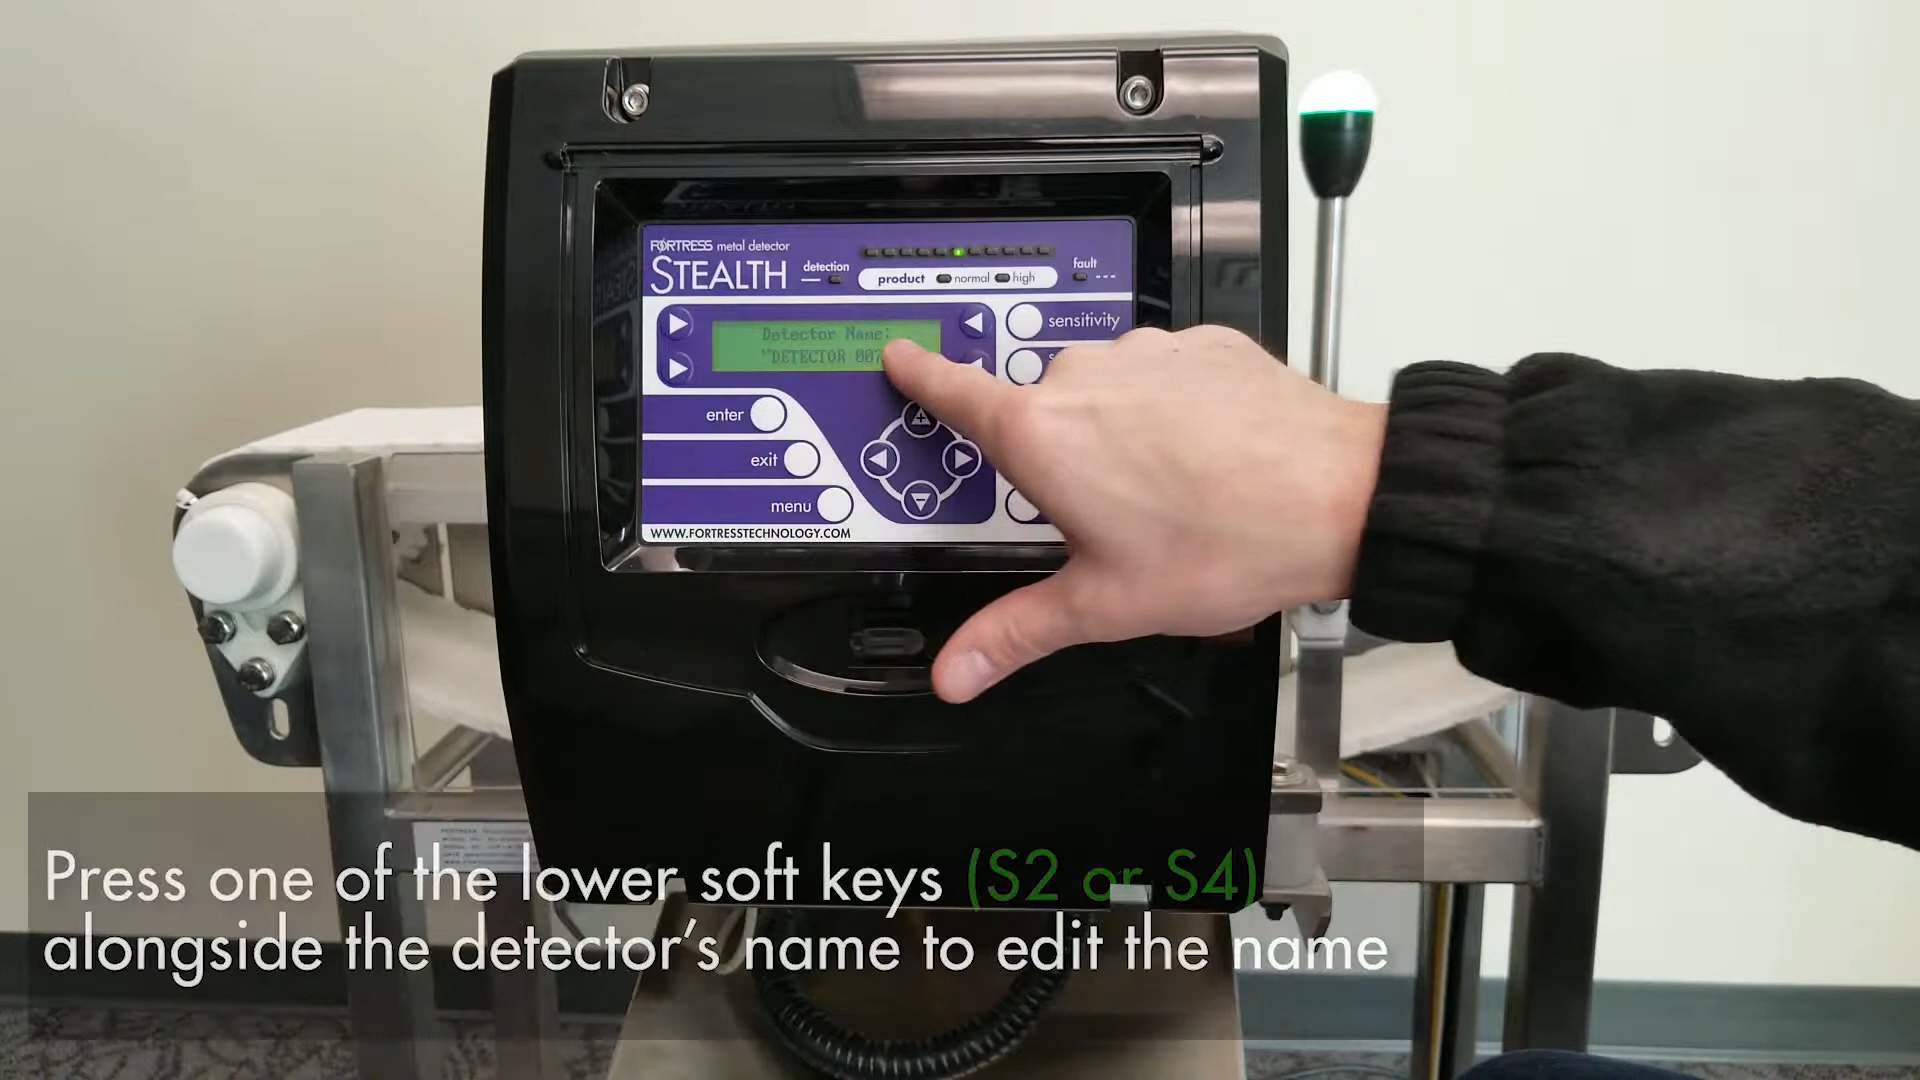 FORTRESS metal detector
STEALTH
detection
product normal high
fault
Detector Name:
"DETECTOR 007
sensitivity
enter
exit
menu
WWW.FORTRESSTECHNOLOGY.COM
Press one of the lower soft keys (S2 or S4)
alongside the detector's name to edit the name